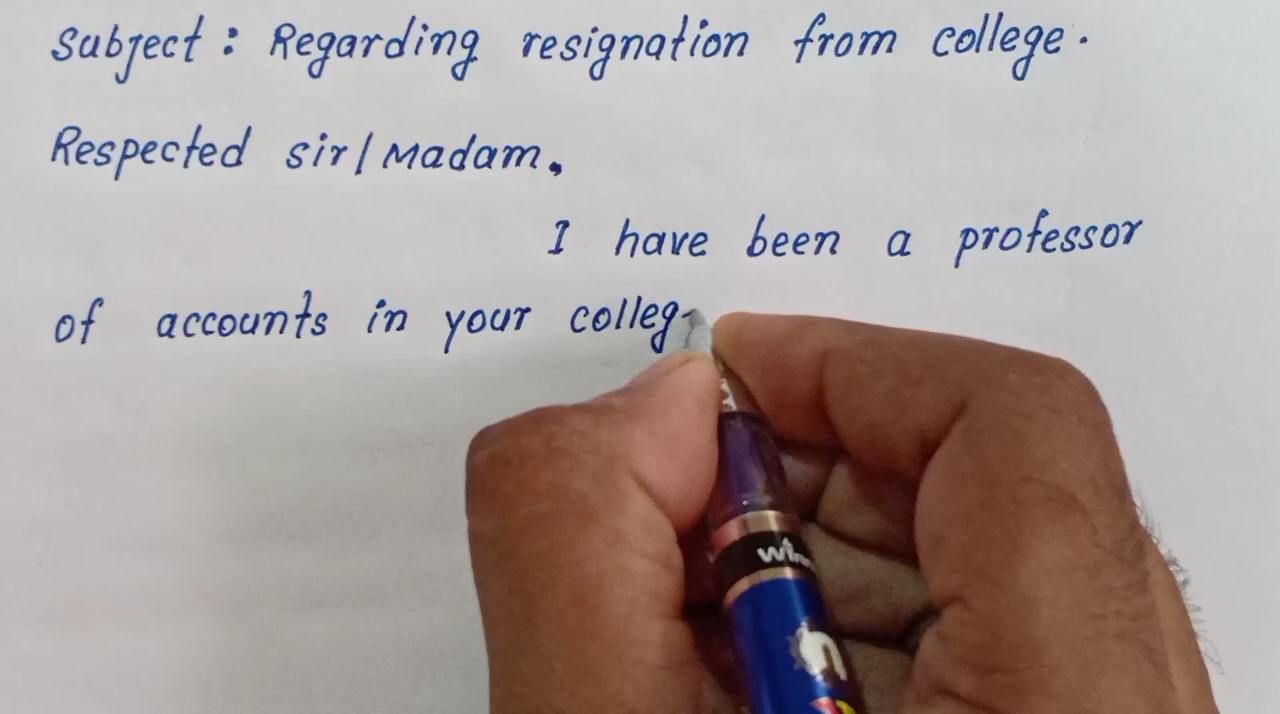 Subject : Regarding resignation from college.
Respected sir/Madam,
I have been a professor
of accounts in your colleg